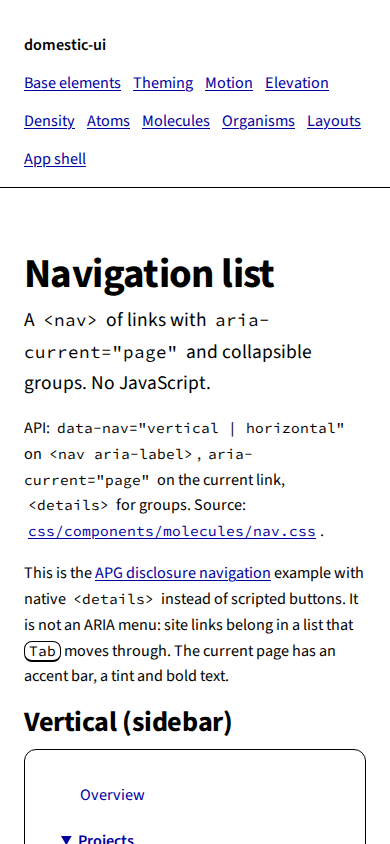 domestic-ui
Base elements Theming Motion Elevation
Density Atoms Molecules Organisms Layouts
App shell
Navigation list
A <nav> of links with aria-
current="page" and collapsible
groups. No JavaScript.
API: data-nav="vertical | horizontal"
on <nav aria-label>, aria-
current="page" on the current link,
<details> for groups. Source:
css/components/molecules/nav.css.
This is the APG disclosure navigation example with
native <details> instead of scripted buttons. It
is not an ARIA menu: site links belong in a list that
Tab moves through. The current page has an
accent bar, a tint and bold text.
Vertical (sidebar)
Overview
▼ Projects